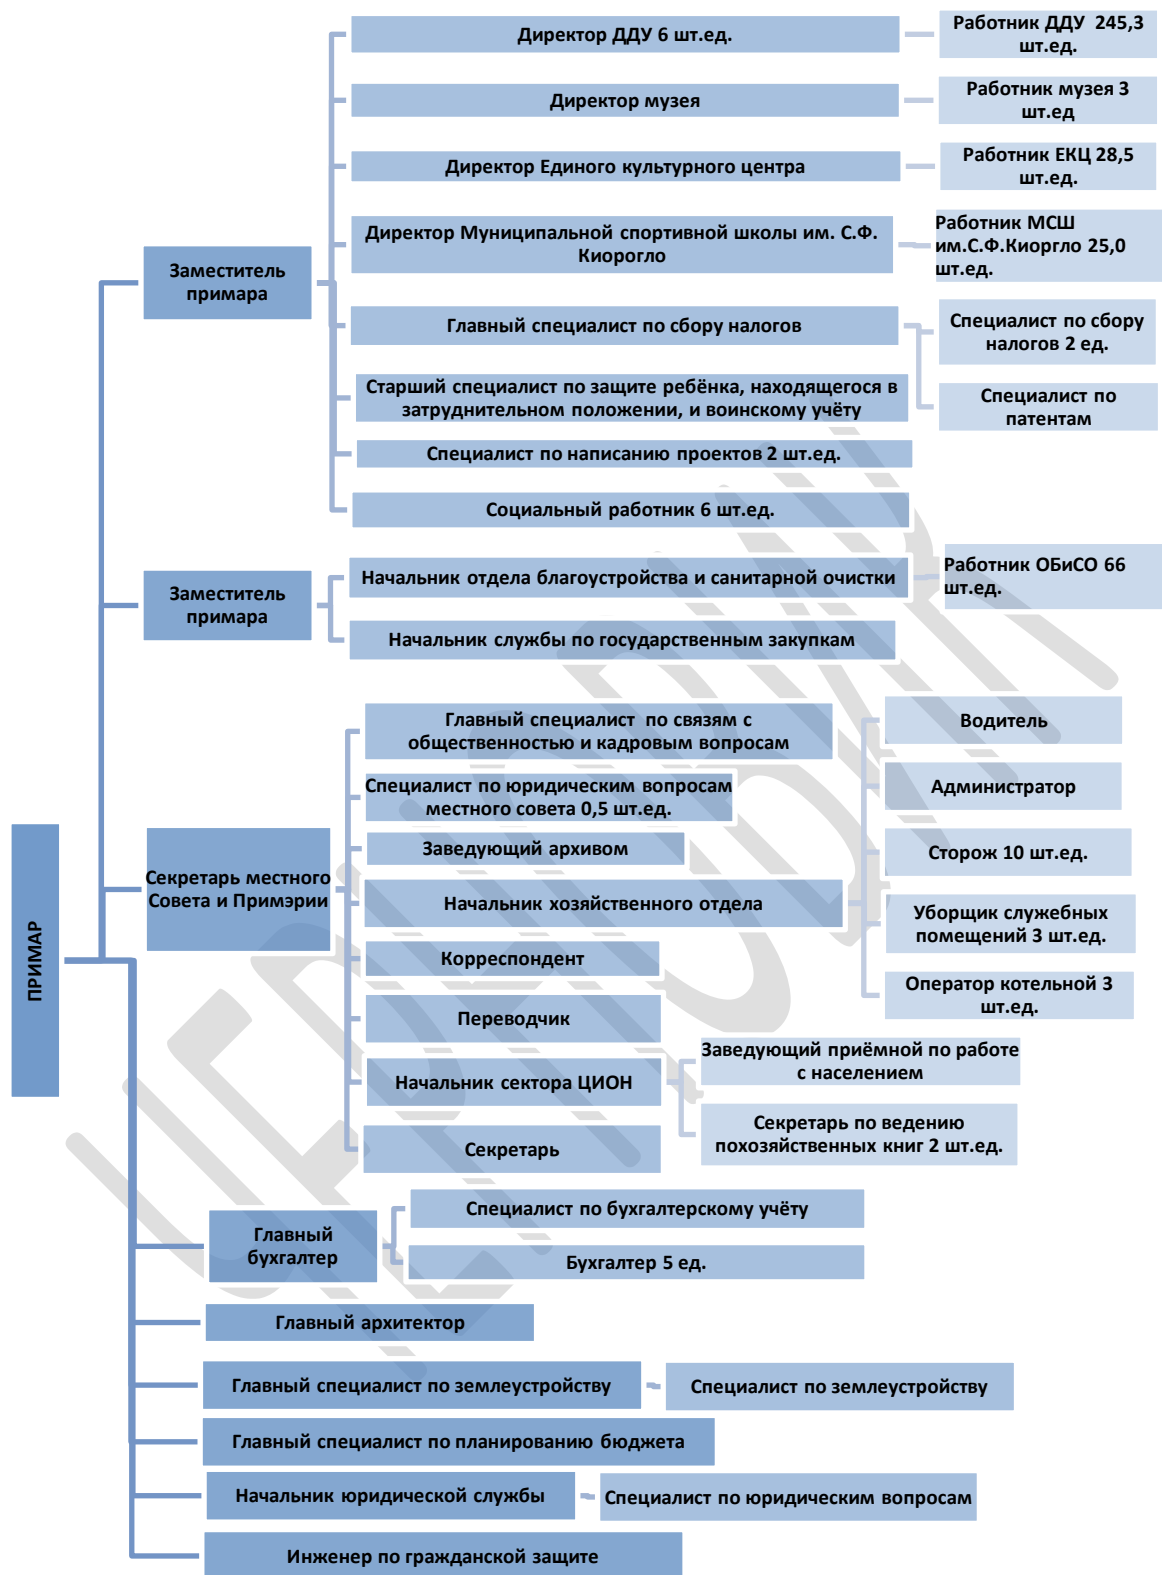 Директор ДДУ 6 шт.ед.
Работник ДДУ 245,3
шт.ед.
Директор музея
Работник музея 3
шт.ед
Директор Единого культурного центра
Работник ЕКЦ 28,5
шт.ед.
Директор Муниципальной спортивной школы им. С.Ф.
Киорогло
Работник МСШ
им.С.Ф.Киоргло 25,0
шт.ед.
Заместитель
примара
Главный специалист по сбору налогов
Специалист по сбору
налогов 2 ед.
Специалист по
патентам
Старший специалист по защите ребёнка, находящегося в
затруднительном положении, и воинскому учёту
Специалист по написанию проектов 2 шт.ед.
Социальный работник 6 шт.ед.
Заместитель
примара
Начальник отдела благоустройства и санитарной очистки
Работник ОБиСО 66
шт.ед.
Начальник службы по государственным закупкам
Главный специалист  по связям с
общественностью и кадровым вопросам
Специалист по юридическим вопросам
местного совета 0,5 шт.ед.
Заведующий архивом
Секретарь местного
Совета и Примэрии
Начальник хозяйственного отдела
Водитель
Администратор
Сторож 10 шт.ед.
Уборщик служебных
помещений 3 шт.ед.
Оператор котельной 3
шт.ед.
Корреспондент
Переводчик
Начальник сектора ЦИОН
Заведующий приёмной по работе
с населением
Секретарь по ведению
похозяйственных книг 2 шт.ед.
Секретарь
ПРИМАР
Главный
бухгалтер
Специалист по бухгалтерскому учёту
Бухгалтер 5 ед.
Главный архитектор
Главный специалист по землеустройству
Специалист по землеустройству
Главный специалист по планированию бюджета
Начальник юридической службы
Специалист по юридическим вопросам
Инженер по гражданской защите
ЧЕРНОВИК